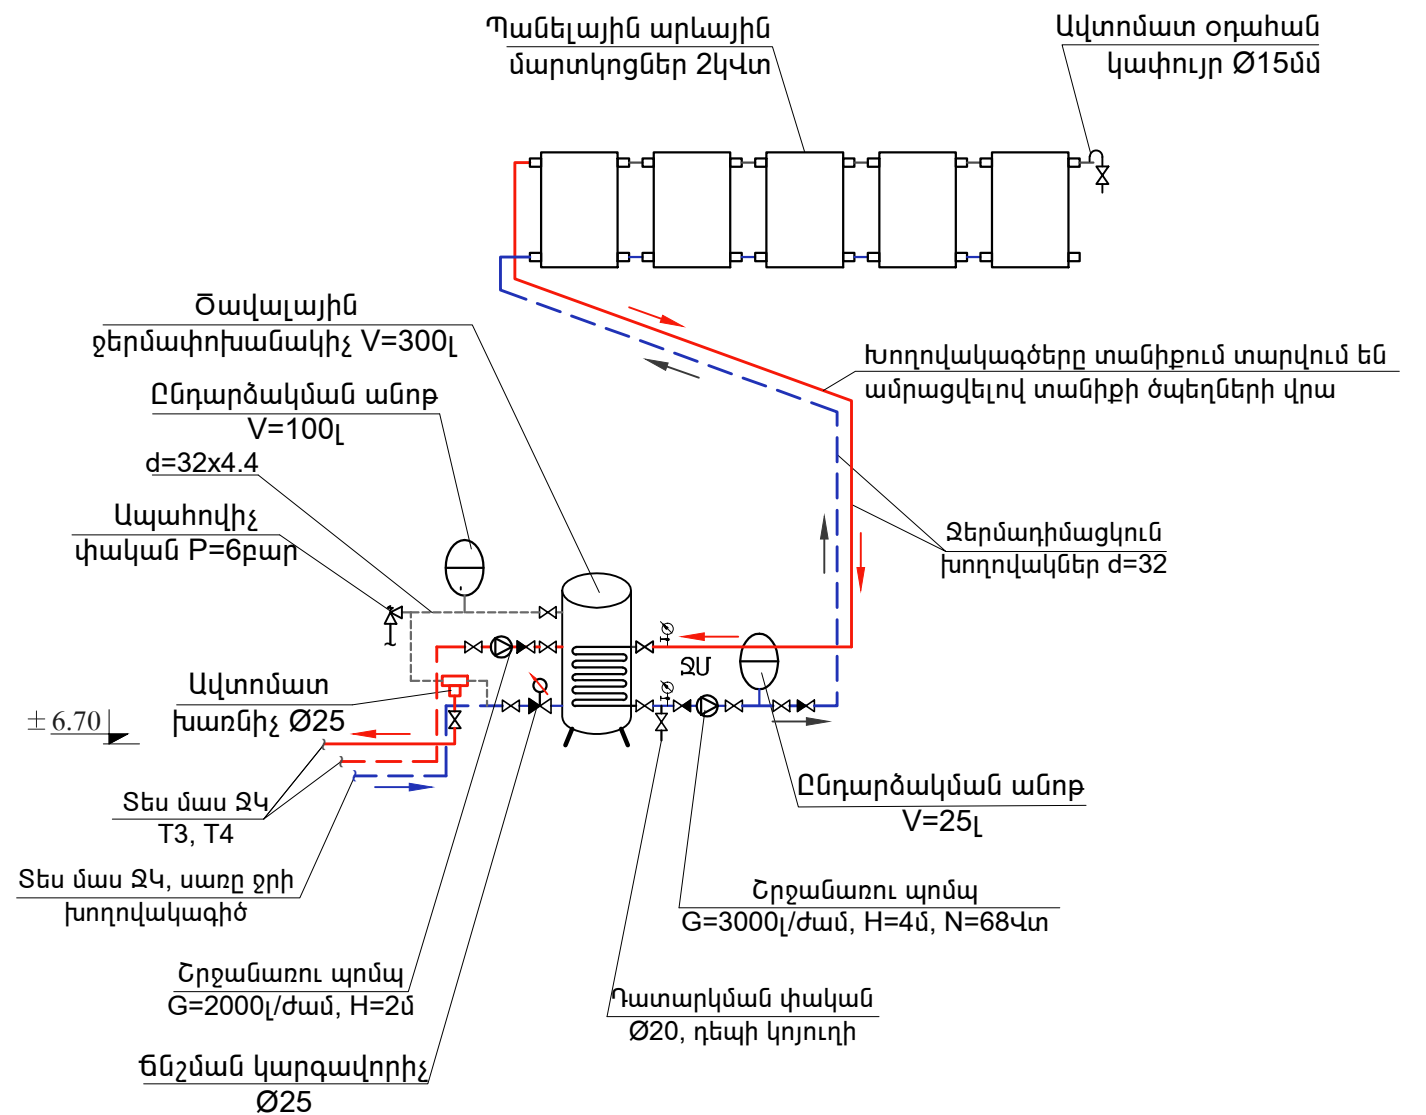 Պանելային արևային
մարտկոցներ 2կՎտ
Ավտոմատ օդահան
կափույր Ø15մմ
Ծավալային
ջերմափոխանակիչ V=300լ
Խողովակագծերը տանիքում տարվում են
ամրացվելով տանիքի ծպեղների վրա
Ընդարձակման անոթ
V=100լ
d=32x4.4
Ապահովիչ
փական P=6բար
Ջերմադիմացկուն
խողովակներ d=32
ՋՄ
Ավտոմատ
խառնիչ Ø25
± 6.70
Տես մաս ՋԿ
T3, T4
Ընդարձակման անոթ
V=25լ
Տես մաս ՋԿ, սառը ջրի
խողովակագիծ
Շրջանառու պոմպ
G=3000լ/ժամ, H=4մ, N=68Վտ
Շրջանառու պոմպ
G=2000լ/ժամ, H=2մ
Դատարկման փական
Ø20, դեպի կոյուղի
Ճնշման կարգավորիչ
Ø25